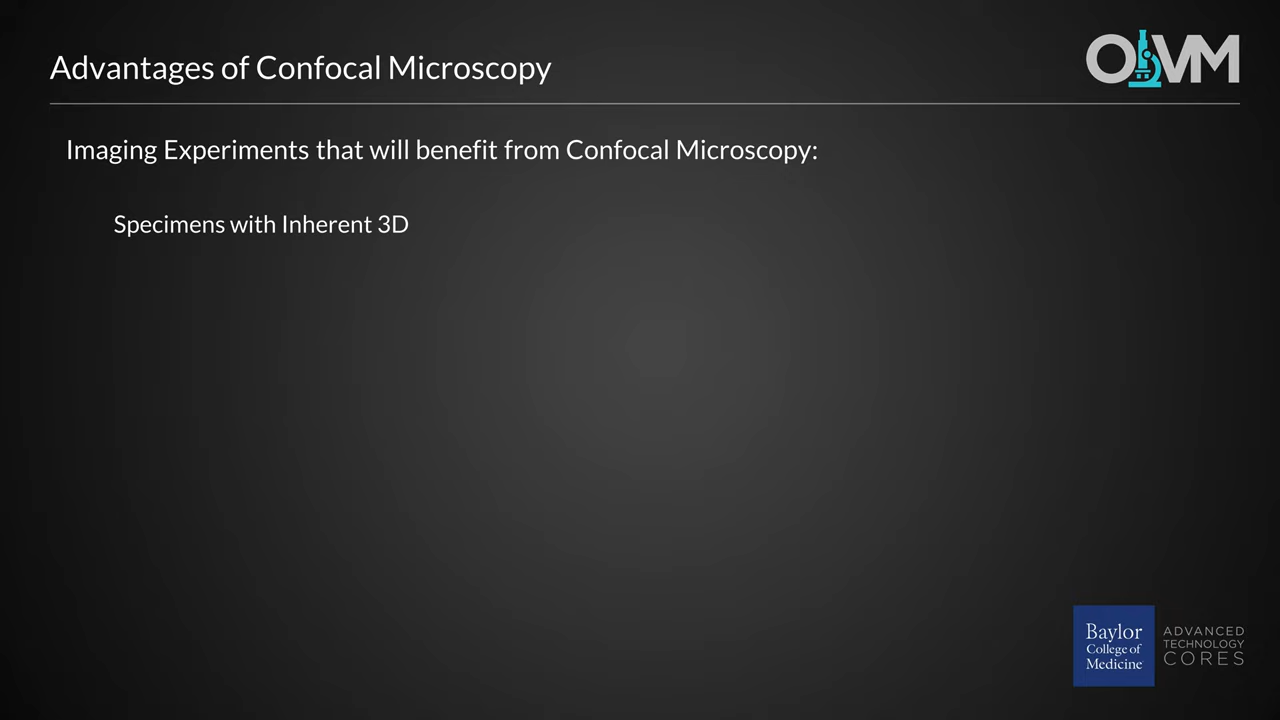 Advantages of Confocal Microscopy
OIVM
Imaging Experiments that will benefit from Confocal Microscopy:
Specimens with Inherent 3D
Baylor
College of
Medicine
ADVANCED
TECHNOLOGY
CORES